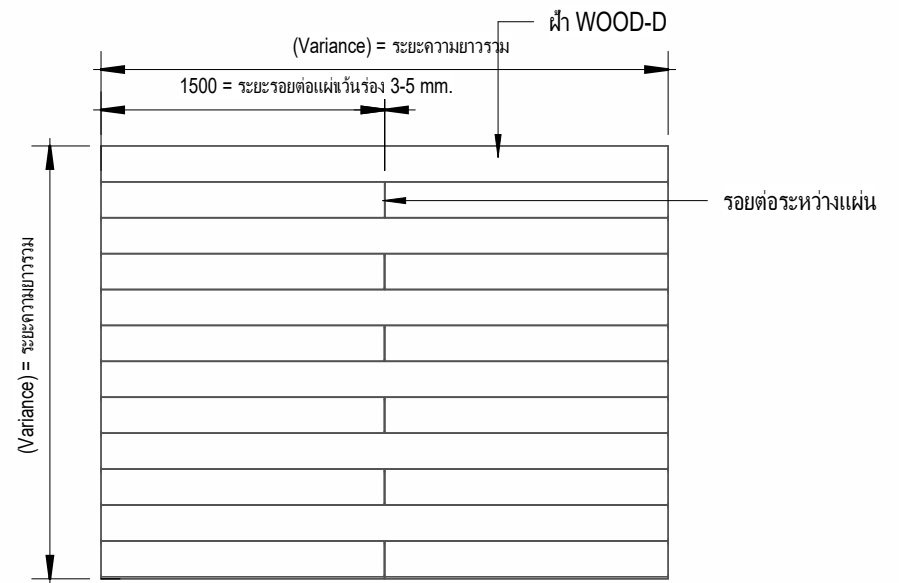 ฝ้า WOOD-D
(Variance) = ระยะความยาวรวม
1500 = ระยะรอยต่อแผ่นเว้นร่อง 3-5 mm.
รอยต่อระหว่างแผ่น
(Variance) = ระยะความยาวรวม